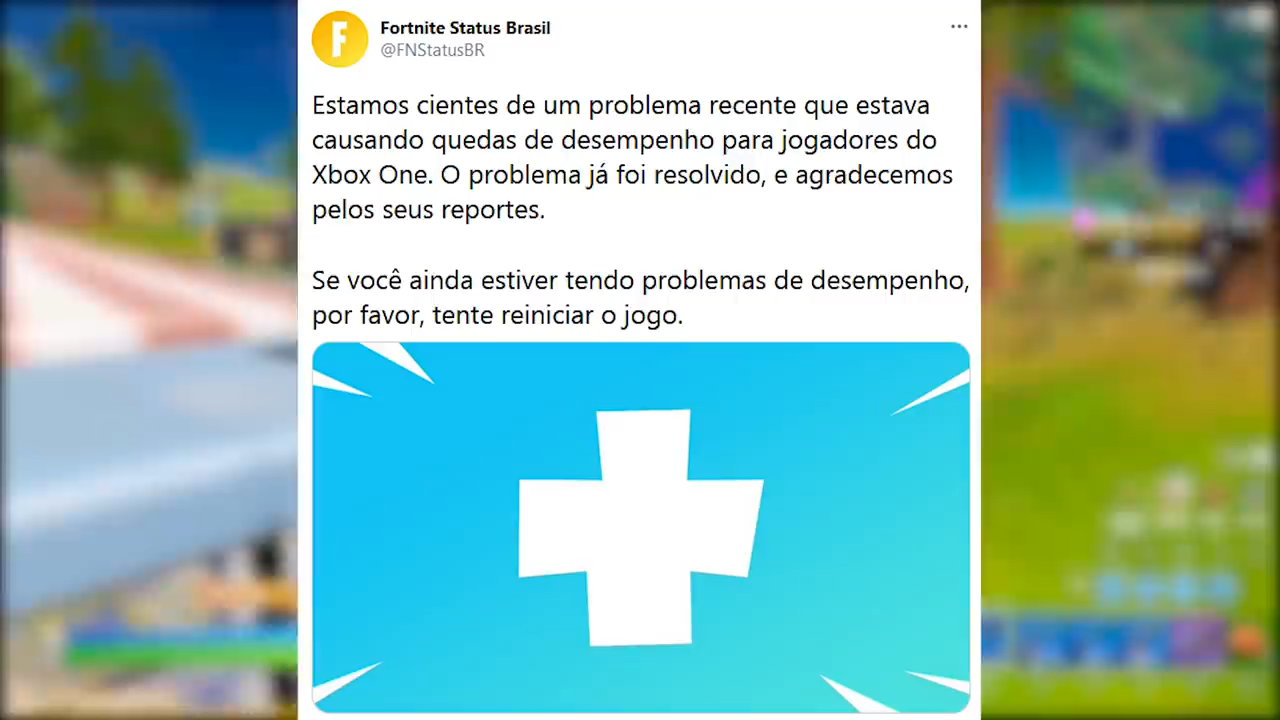 Fortnite Status Brasil
@FNStatusBR
Estamos cientes de um problema recente que estava
causando quedas de desempenho para jogadores do
Xbox One. O problema já foi resolvido, e agradecemos
pelos seus reportes.
Se você ainda estiver tendo problemas de desempenho,
por favor, tente reiniciar o jogo.